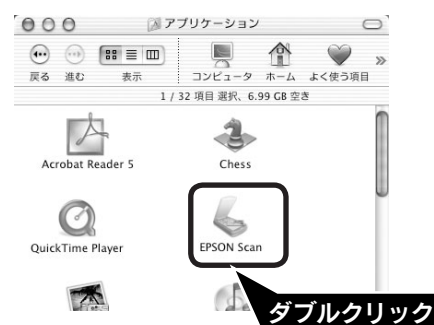 アプリケーション
戻る 進む 表示 コンピュータ ホーム よく使う項目
1 / 32 項目 選択、6.99 GB 空き
Acrobat Reader 5 Chess
QuickTime Player EPSON Scan
ダブルクリック